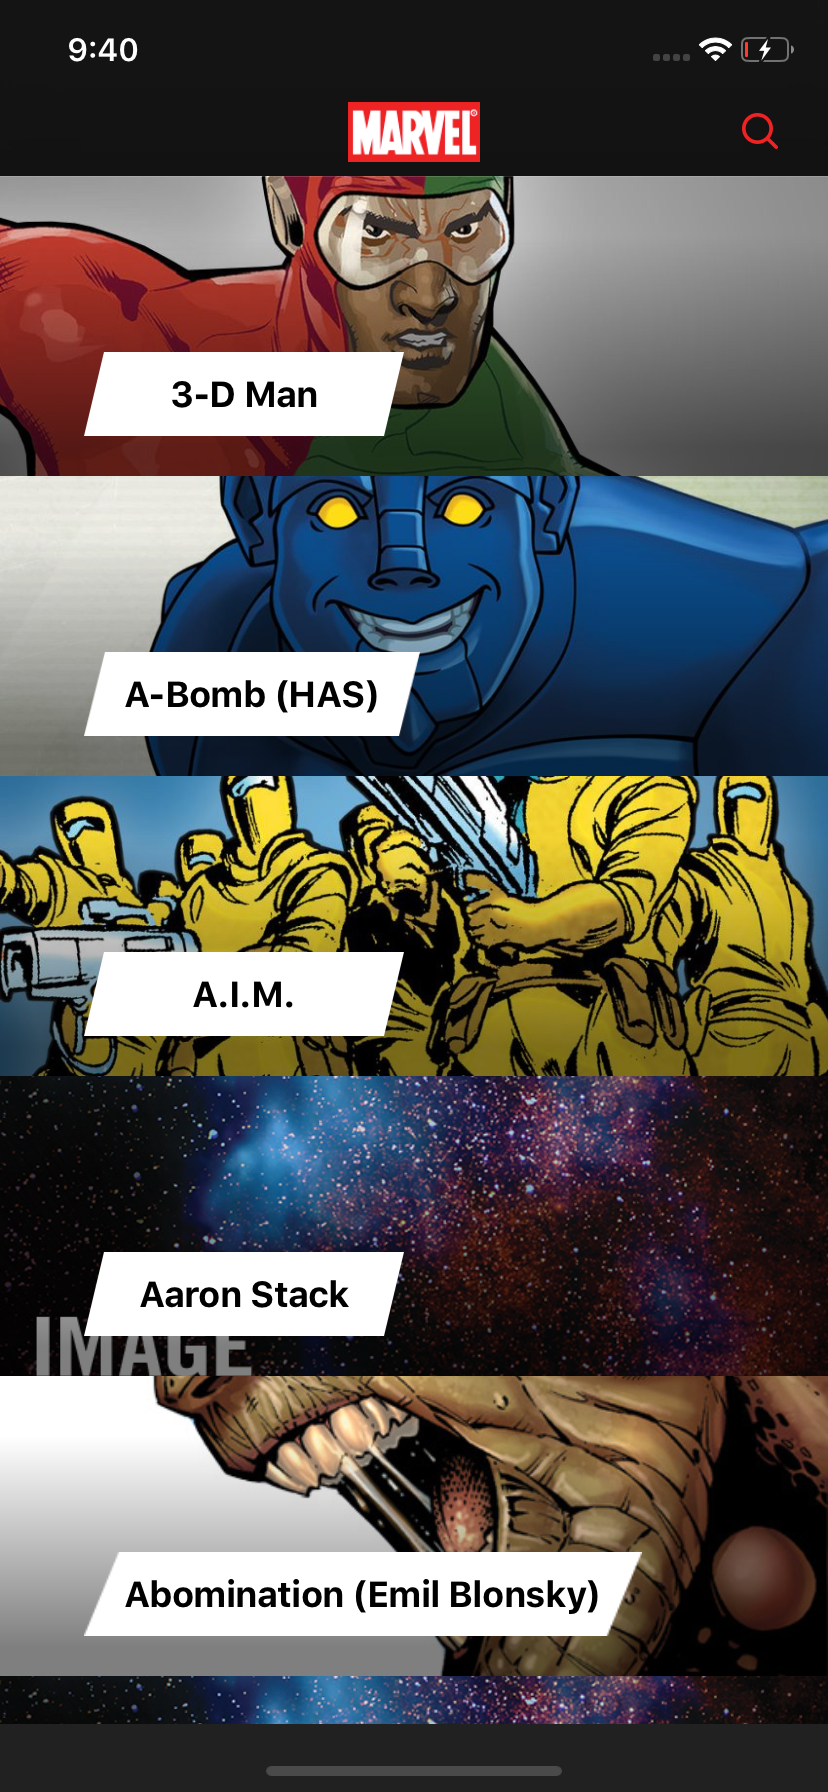 9:40
MARVEL
3-D Man
A-Bomb (HAS)
A.I.M.
Aaron Stack
IMAGE
Abomination (Emil Blonsky)